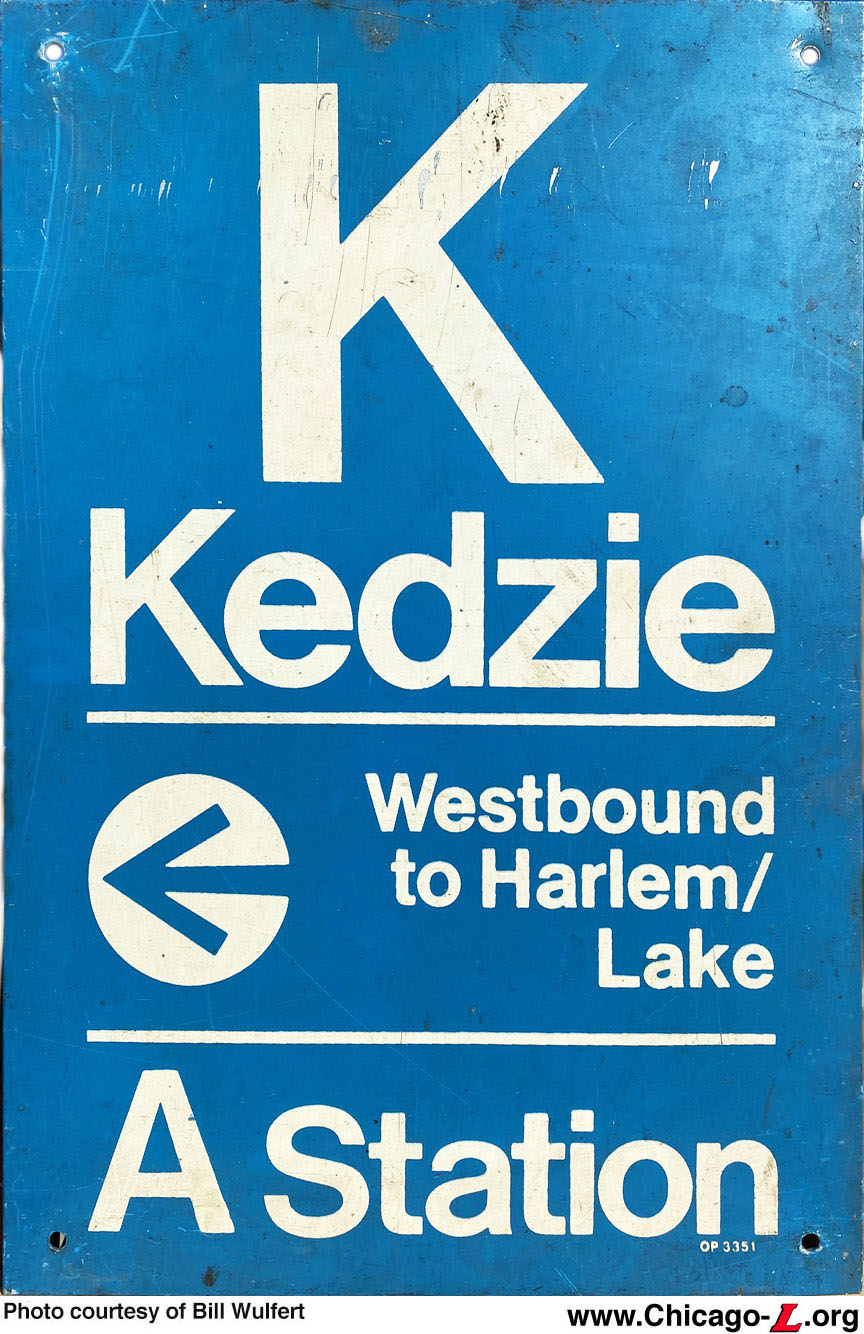 K
Kedzie
Westbound
to Harlem/
Lake
A Station
OP 3351
Photo courtesy of Bill Wulfert
www.Chicago-L.org